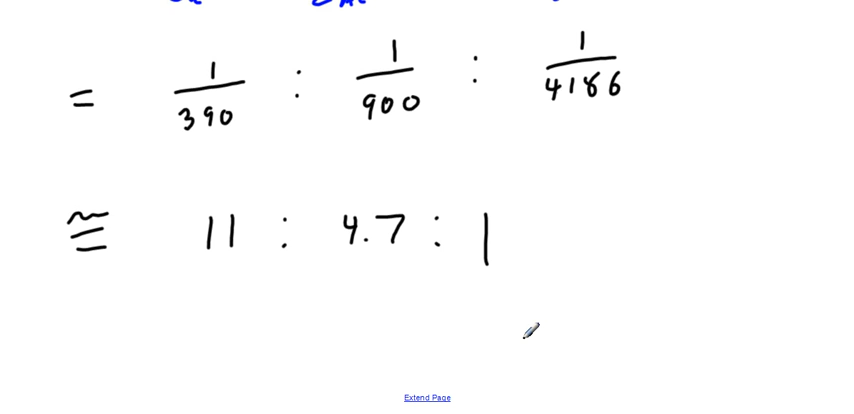 = 1/390 : 1/900 : 1/4186
≅ 11 : 4.7 : 1
Extend Page